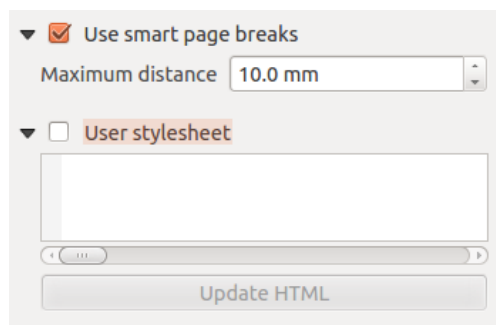 Use smart page breaks
Maximum distance 10.0 mm
User stylesheet
Update HTML